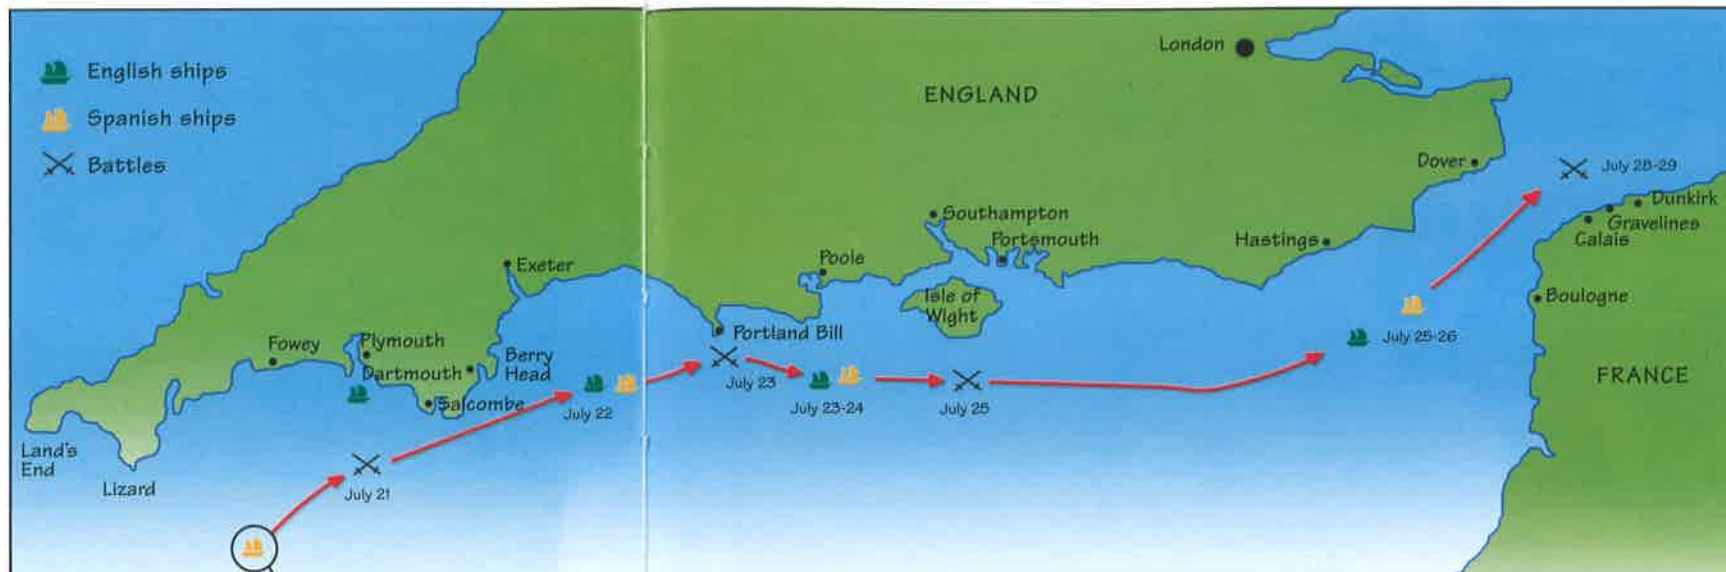 English ships
Spanish ships
Battles
London
ENGLAND
Dover
July 28-29
Dunkirk
Gravelines
Calais
Southampton
Portsmouth
Hastings
Exeter
Poole
Isle of
Wight
Boulogne
Portland Bill
Fowey
Plymouth
Dartmouth
Berry
Head
Salcombe
July 22
July 23
July 23-24
July 25
July 25-26
FRANCE
Land's
End
Lizard
July 21